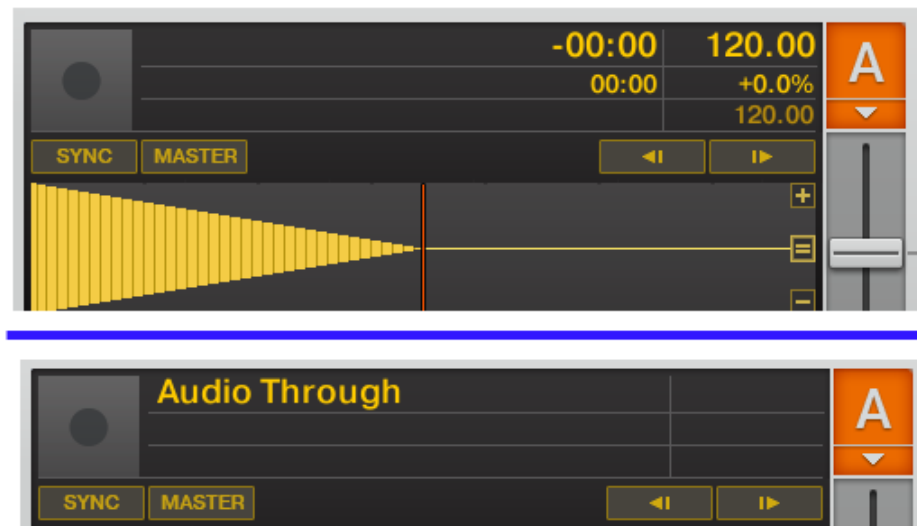 -00:00 120.00 A
00:00 +0.0%
120.00
SYNC MASTER
Audio Through A
SYNC MASTER